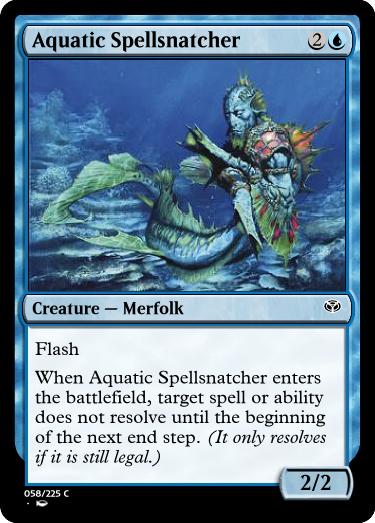 Aquatic Spellsnatcher 2
Creature — Merfolk
Flash
When Aquatic Spellsnatcher enters
the battlefield, target spell or ability
does not resolve until the beginning
of the next end step. (It only resolves
if it is still legal.)
2/2
058/225 C